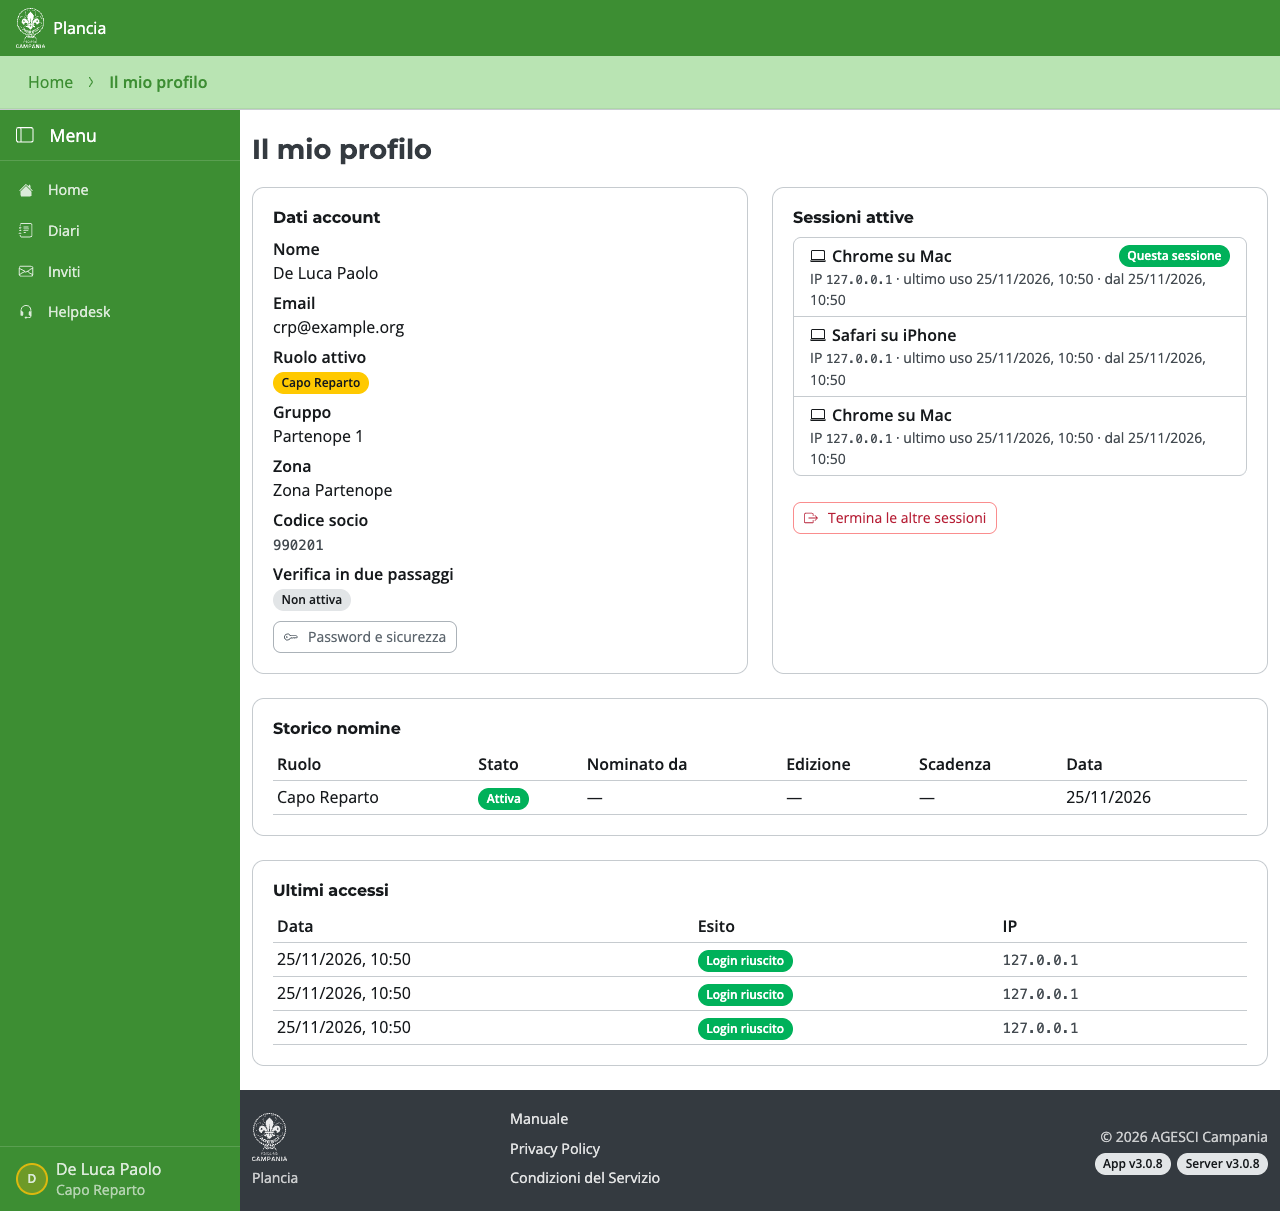 CAMPANIA
Plancia
Home
Il mio profilo
Menu
Home
Diari
Inviti
Helpdesk
Il mio profilo
Dati account
Nome
De Luca Paolo
Email
crp@example.org
Ruolo attivo
Capo Reparto
Gruppo
Partenope 1
Zona
Zona Partenope
Codice socio
990201
Verifica in due passaggi
Non attiva
Password e sicurezza
Sessioni attive
Chrome su Mac Questa sessione
IP 127.0.0.1 · ultimo uso 25/11/2026, 10:50 · dal 25/11/2026,
10:50
Safari su iPhone
IP 127.0.0.1 · ultimo uso 25/11/2026, 10:50 · dal 25/11/2026,
10:50
Chrome su Mac
IP 127.0.0.1 · ultimo uso 25/11/2026, 10:50 · dal 25/11/2026,
10:50
Termina le altre sessioni
Storico nomine
Ruolo Stato Nominato da Edizione Scadenza Data
Capo Reparto Attiva — — — 25/11/2026
Ultimi accessi
Data Esito IP
25/11/2026, 10:50 Login riuscito 127.0.0.1
25/11/2026, 10:50 Login riuscito 127.0.0.1
25/11/2026, 10:50 Login riuscito 127.0.0.1
D
De Luca Paolo
Capo Reparto
AGESCI
CAMPANIA
Plancia
Manuale
Privacy Policy
Condizioni del Servizio
© 2026 AGESCI Campania
App v3.0.8 Server v3.0.8